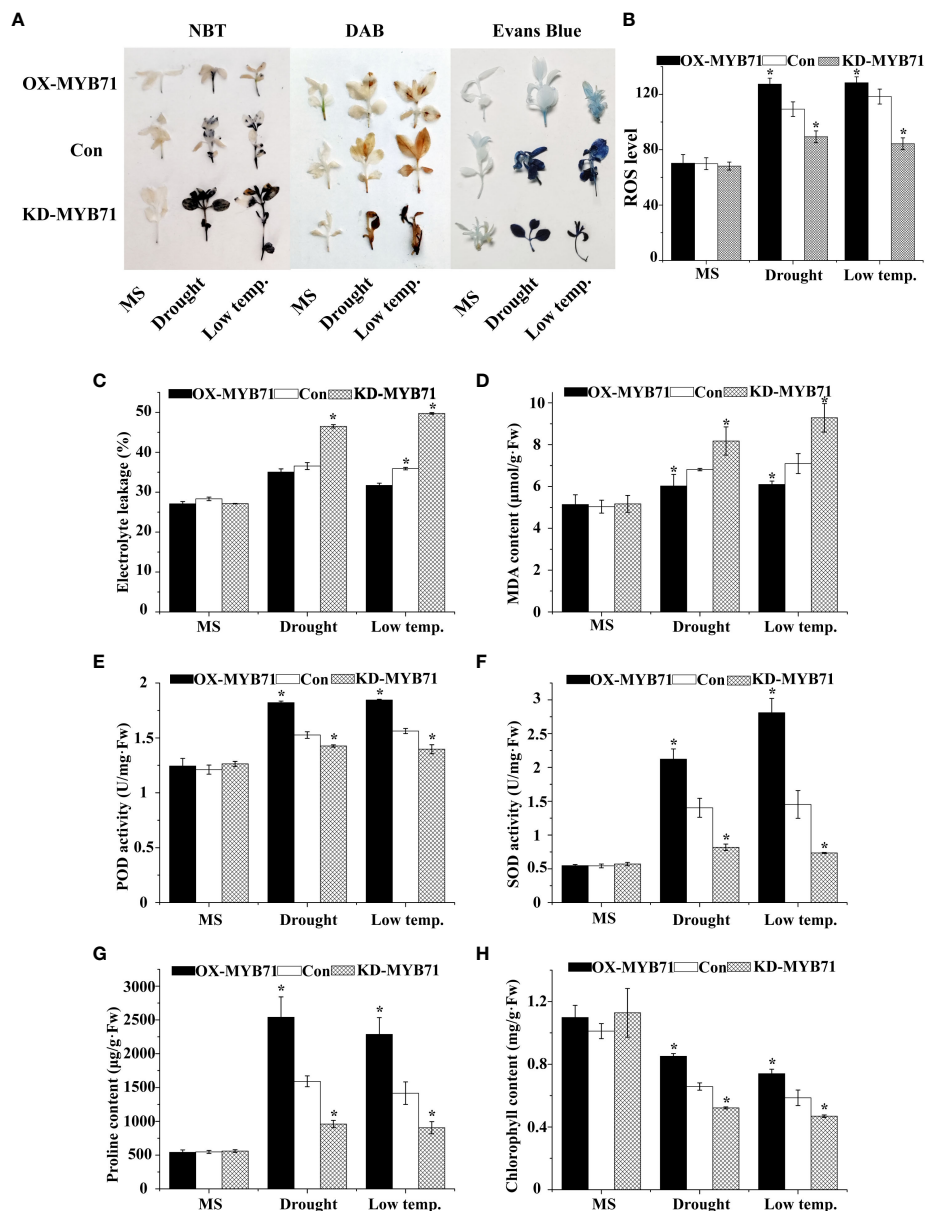 A
NBT DAB Evans Blue
OX-MYB71
Con
KD-MYB71
MS Drought Low temp. MS Drought Low temp. MS Drought Low temp.
B
OX-MYB71 Con KD-MYB71
ROS level
120
80
40
0
* * * *
MS Drought Low temp.
C
OX-MYB71 Con KD-MYB71
Electrolyte leakage (%)
50
40
30
20
10
0
* * *
MS Drought Low temp.
D
OX-MYB71 Con KD-MYB71
MDA content (μmol/g·Fw)
10
8
6
4
2
0
* * * *
MS Drought Low temp.
E
OX-MYB71 Con KD-MYB71
POD activity (U/mg·Fw)
2
1.5
1
0.5
0
* * * *
MS Drought Low temp.
F
OX-MYB71 Con KD-MYB71
SOD activity (U/mg·Fw)
3
2.5
2
1.5
1
0.5
0
* * * *
MS Drought Low temp.
G
OX-MYB71 Con KD-MYB71
Proline content (μg/g·Fw)
3000
2500
2000
1500
1000
500
0
* * * *
MS Drought Low temp.
H
OX-MYB71 Con KD-MYB71
Chlorophyll content (mg/g·Fw)
1.2
0.8
0.4
0
* * * *
MS Drought Low temp.